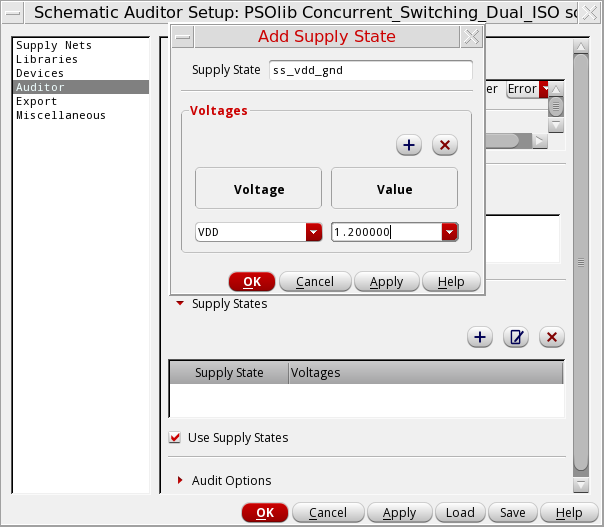 Schematic Auditor Setup: PSOlib Concurrent_Switching_Dual_ISO
Supply Nets
Libraries
Devices
Auditor
Export
Miscellaneous
Add Supply State
Supply State ss_vdd_gnd
Error
Voltages
Voltage Value
VDD 1.200000
OK Cancel Apply Help
Supply States
Supply State Voltages
Use Supply States
Audit Options
OK Cancel Apply Load Save Help